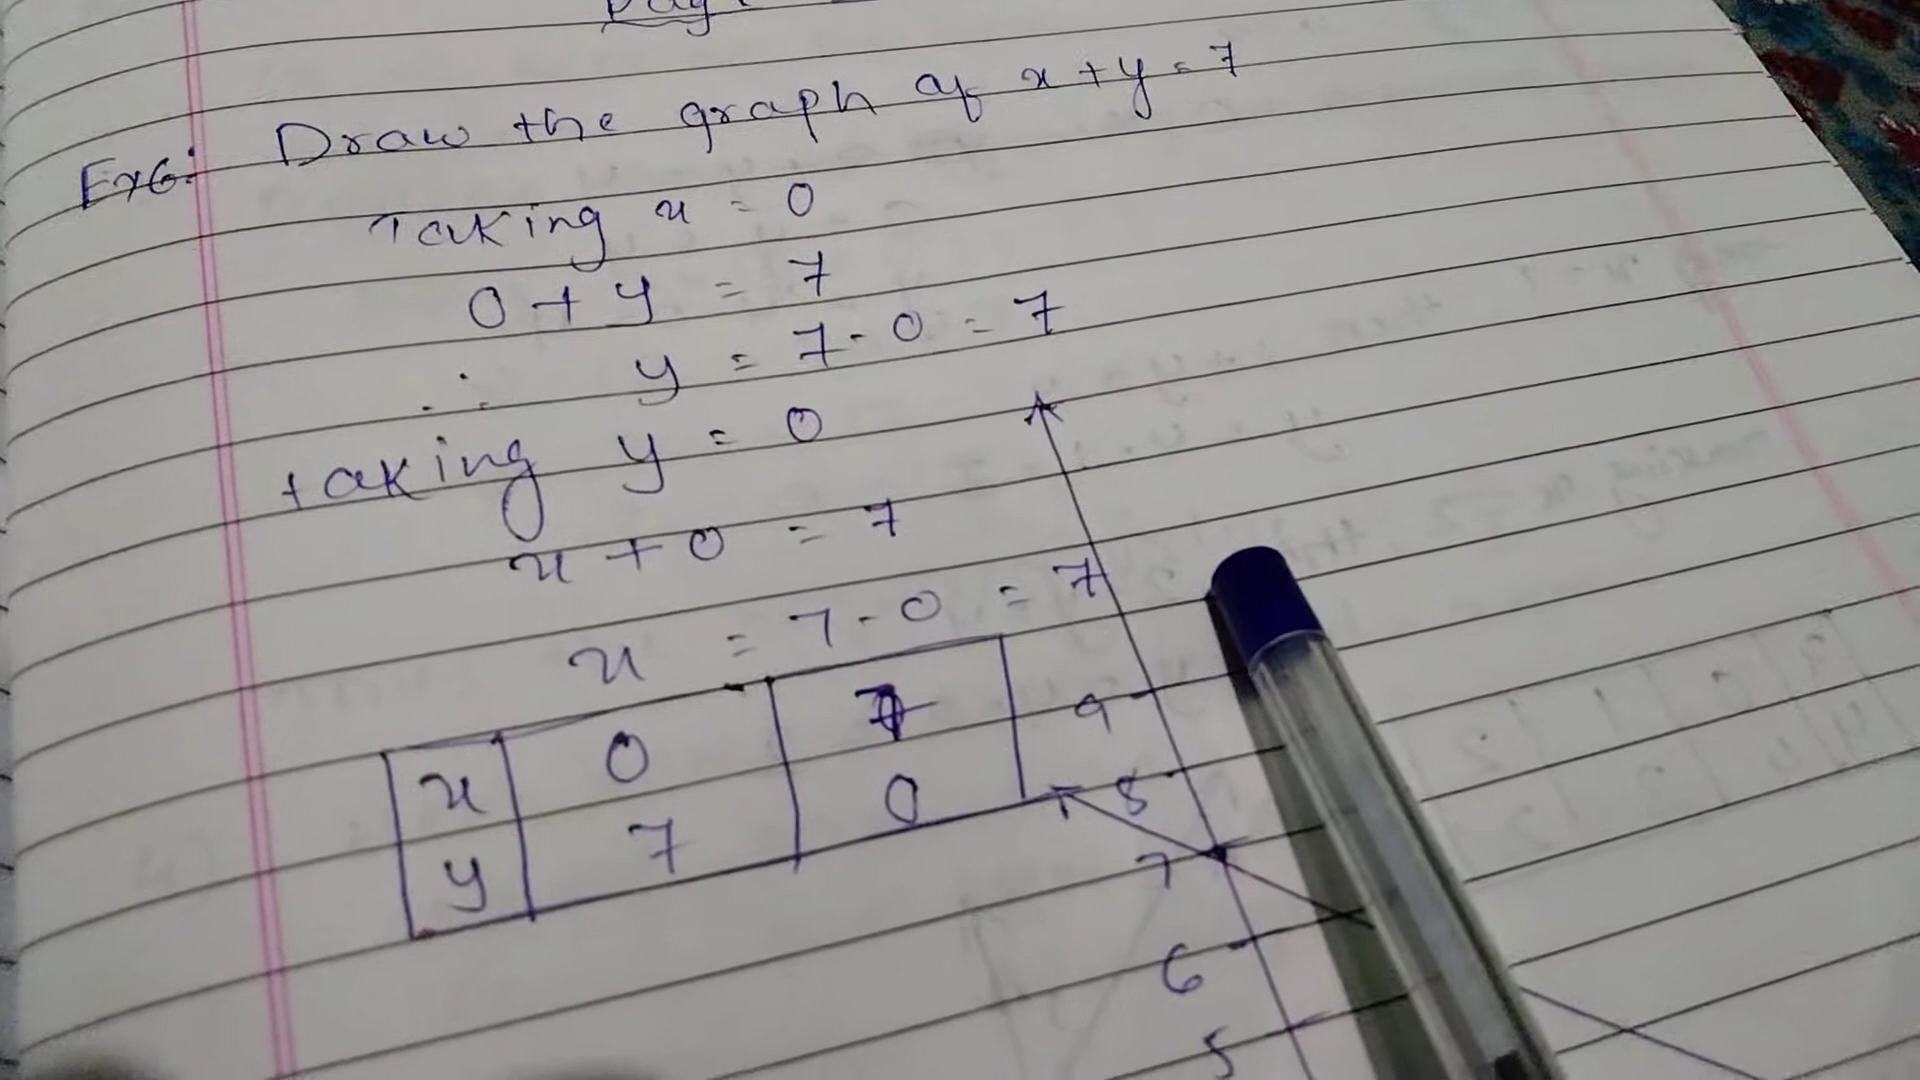 Ex6: Draw the graph of x + y = 7
Taking x = 0
0 + y = 7
∴ y = 7 - 0 = 7
taking y = 0
x + 0 = 7
x = 7 - 0 = 7
x 0 7
y 7 0
9
8
7
6
5